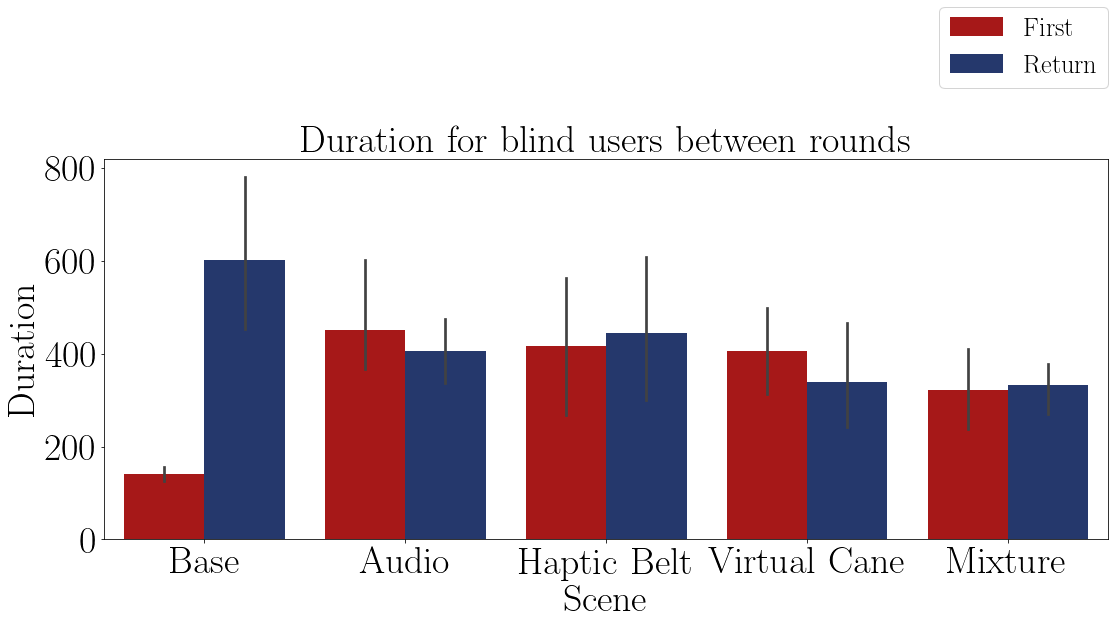 First
Return
Duration for blind users between rounds
800
600
400
200
0
Duration
Base Audio Haptic Belt Virtual Cane Mixture
Scene